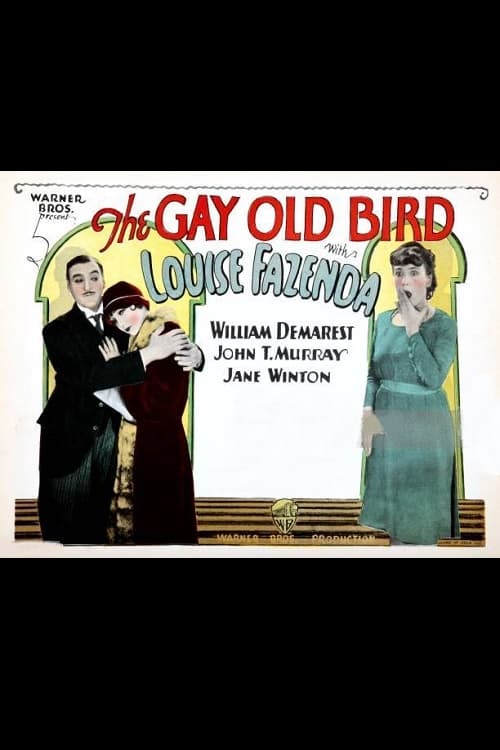 WARNER BROS.
present
The GAY OLD BIRD
with
LOUISE FAZENDA
WILLIAM DEMAREST
JOHN T. MURRAY
JANE WINTON
WB
WARNER BROS. PRODUCTION